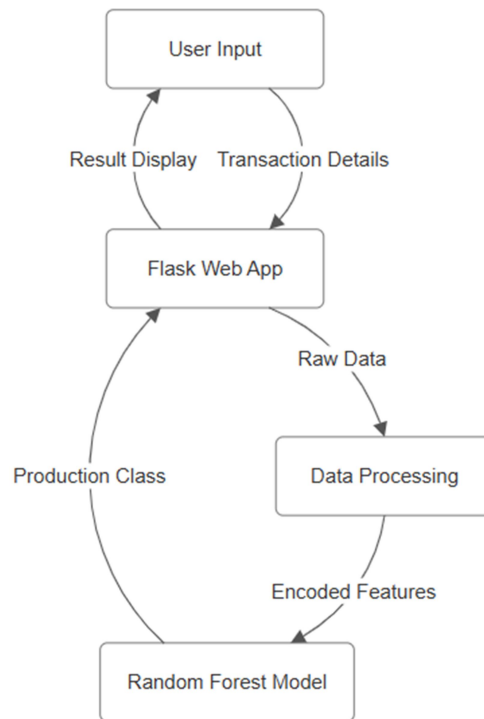 User Input
Result Display
Transaction Details
Flask Web App
Raw Data
Production Class
Data Processing
Encoded Features
Random Forest Model